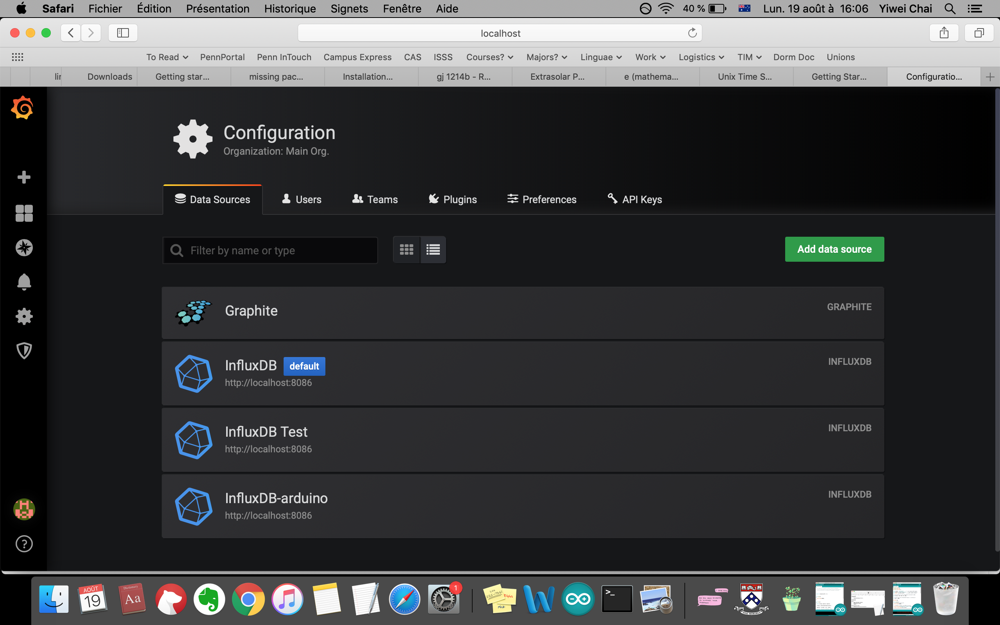 Safari Fichier Édition Présentation Historique Signets Fenêtre Aide 40 % Lun. 19 août à 16:06 Yiwei Chai
localhost
To Read PennPortal Penn InTouch Campus Express CAS ISSS Courses? Majors? Linguae Work Logistics TIM Dorm Doc Unions
Downloads Getting star... missing pac... Installation... gj 1214b - R... Extrasolar P... e (mathema... Unix Time S... Getting Star... Configuratio...
Configuration
Organization: Main Org.
Data Sources Users Teams Plugins Preferences API Keys
Filter by name or type Add data source
Graphite GRAPHITE
InfluxDB default INFLUXDB
http://localhost:8086
InfluxDB Test INFLUXDB
http://localhost:8086
InfluxDB-arduino INFLUXDB
http://localhost:8086
?
AOÛT
19
Dictionary
Aa
1
EGGS
MILK